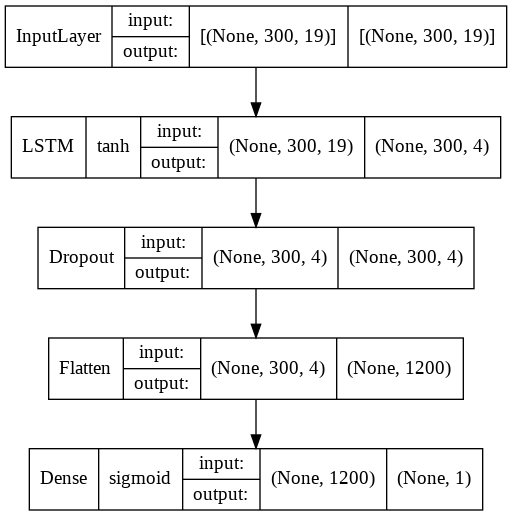 InputLayer input: output: [(None, 300, 19)] [(None, 300, 19)]
LSTM tanh input: output: (None, 300, 19) (None, 300, 4)
Dropout input: output: (None, 300, 4) (None, 300, 4)
Flatten input: output: (None, 300, 4) (None, 1200)
Dense sigmoid input: output: (None, 1200) (None, 1)